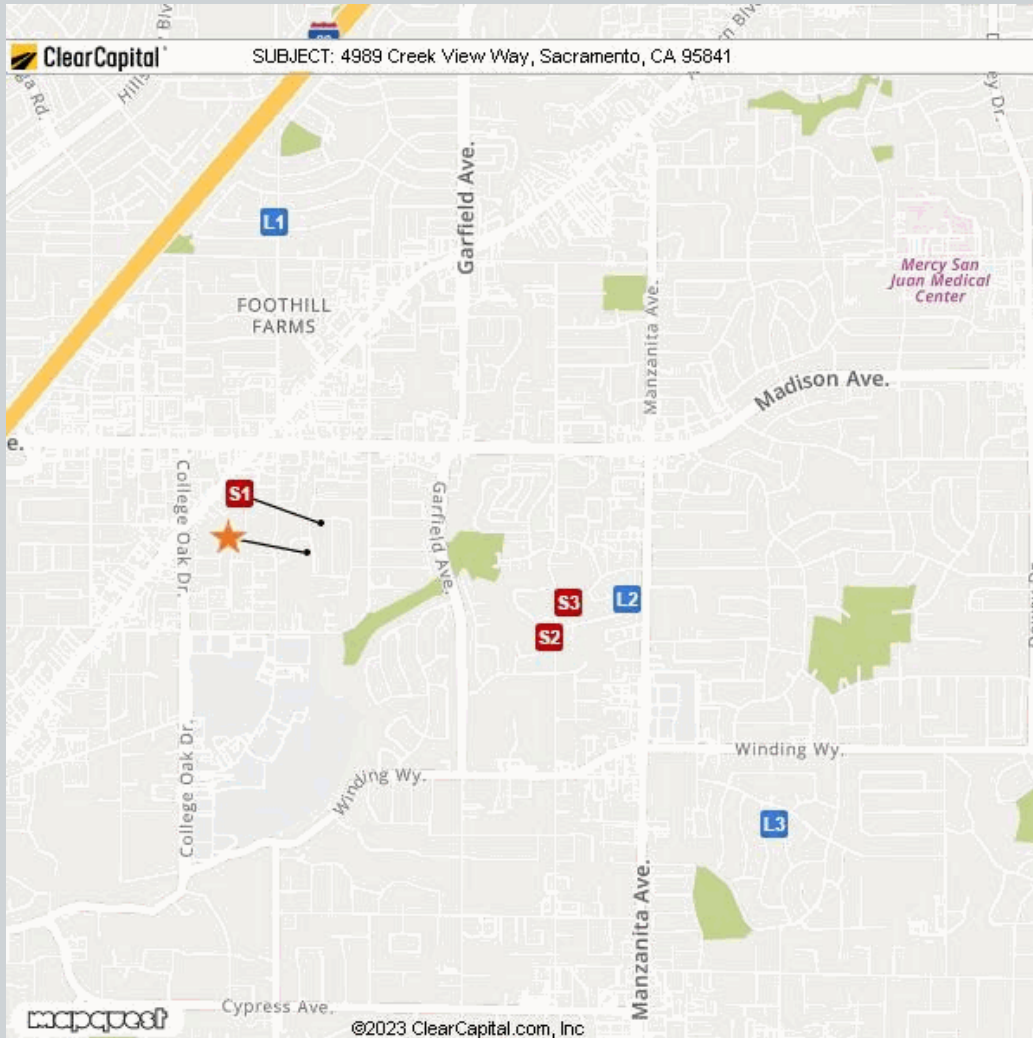 ClearCapital
SUBJECT: 4989 Creek View Way, Sacramento, CA 95841
ga Rd.
Garfield Ave.
L1
FOOTHILL
FARMS
Mercy San
Juan Medical
Center
Manzanita Ave.
Madison Ave.
e.
College Oak Dr.
S1
Garfield Ave.
S3
L2
S2
College Oak Dr.
Winding Wy.
Winding Wy.
L3
Manzanita Ave.
Cypress Ave.
mapquest
©2023 ClearCapital.com, Inc